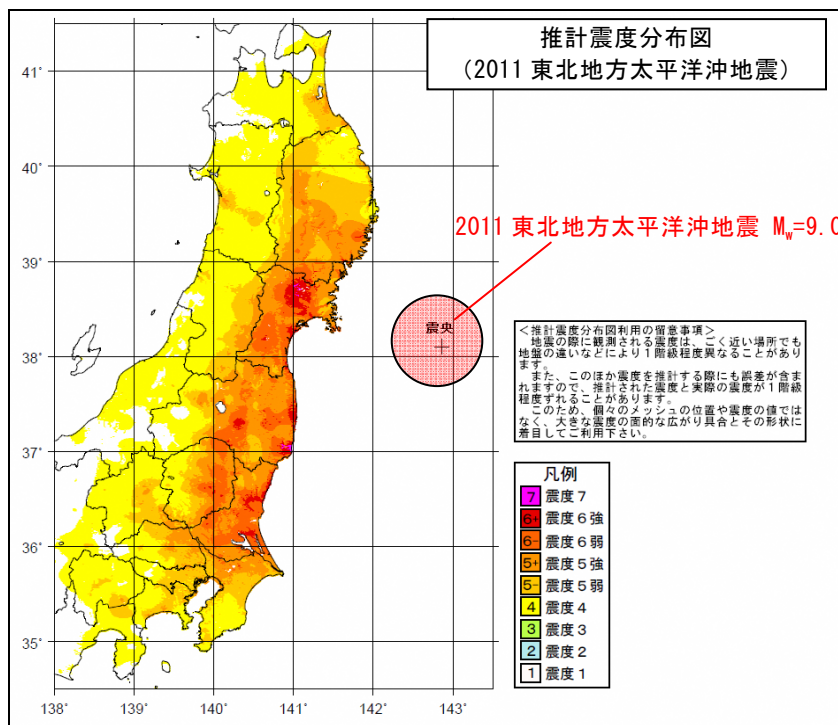 推計震度分布図
（2011 東北地方太平洋沖地震）
2011 東北地方太平洋沖地震 Mw=9.0
震央
＜推計震度分布図利用の留意事項＞
地震の際に観測される震度は、ごく近い場所でも
地盤の違いなどにより１階級程度異なることがあり
ます。
また、このほか震度を推計する際にも誤差が含ま
れますので、推計された震度と実際の震度が１階級
程度ずれることがあります。
このため、個々のメッシュの位置や震度の値では
なく、大きな震度の面的な広がり具合とその形状に
着目してご利用下さい。
凡例
7 震度７
6+ 震度６強
6- 震度６弱
5+ 震度５強
5- 震度５弱
4 震度４
3 震度３
2 震度２
1 震度１
41°
40°
39°
38°
37°
36°
35°
138° 139° 140° 141° 142° 143°